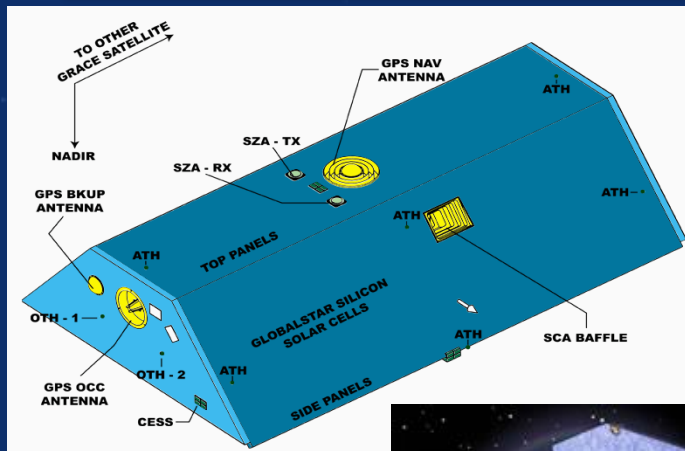 TO OTHER
GRACE SATELLITE
NADIR
GPS NAV
ANTENNA
ATH
SZA - TX
SZA - RX
GPS BKUP
ANTENNA
ATH
ATH
ATH
TOP PANELS
OTH - 1
GLOBALSTAR SILICON
SOLAR CELLS
SCA BAFFLE
ATH
OTH - 2
ATH
GPS OCC
ANTENNA
SIDE PANELS
CESS